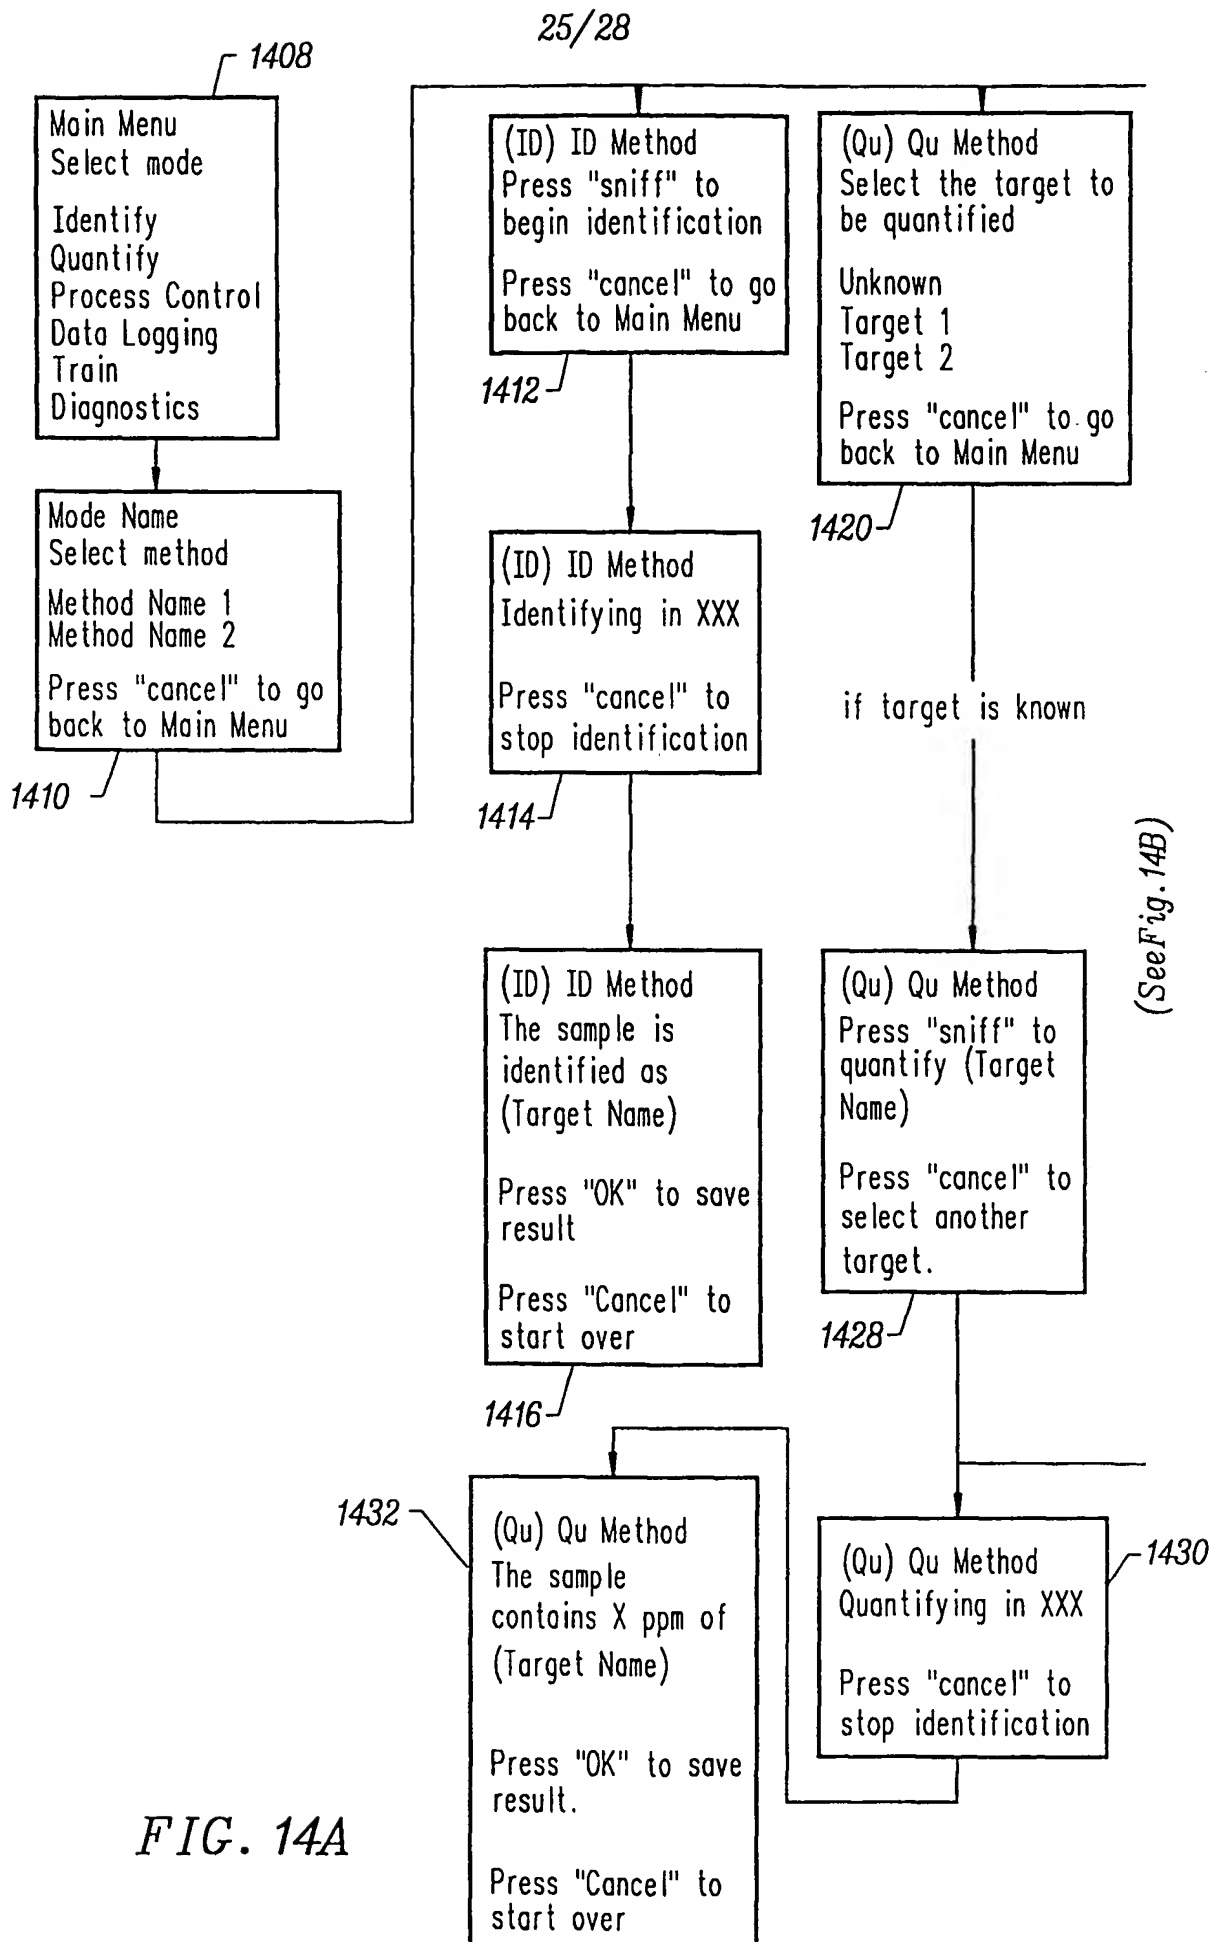 25/28
1408
Main Menu
Select mode
Identify
Quantify
Process Control
Data Logging
Train
Diagnostics
Mode Name
Select method
Method Name 1
Method Name 2
Press "cancel" to go
back to Main Menu
1410
(ID) ID Method
Press "sniff" to
begin identification
Press "cancel" to go
back to Main Menu
1412
(ID) ID Method
Identifying in XXX
Press "cancel" to
stop identification
1414
(ID) ID Method
The sample is
identified as
(Target Name)
Press "OK" to save
result
Press "Cancel" to
start over
1416
(Qu) Qu Method
Select the target to
be quantified
Unknown
Target 1
Target 2
Press "cancel" to go
back to Main Menu
1420
if target is known
(Qu) Qu Method
Press "sniff" to
quantify (Target
Name)
Press "cancel" to
select another
target.
1428
(See Fig. 14B)
(Qu) Qu Method
Quantifying in XXX
Press "cancel" to
stop identification
1430
1432
(Qu) Qu Method
The sample
contains X ppm of
(Target Name)
Press "OK" to save
result.
Press "Cancel" to
start over
FIG. 14A